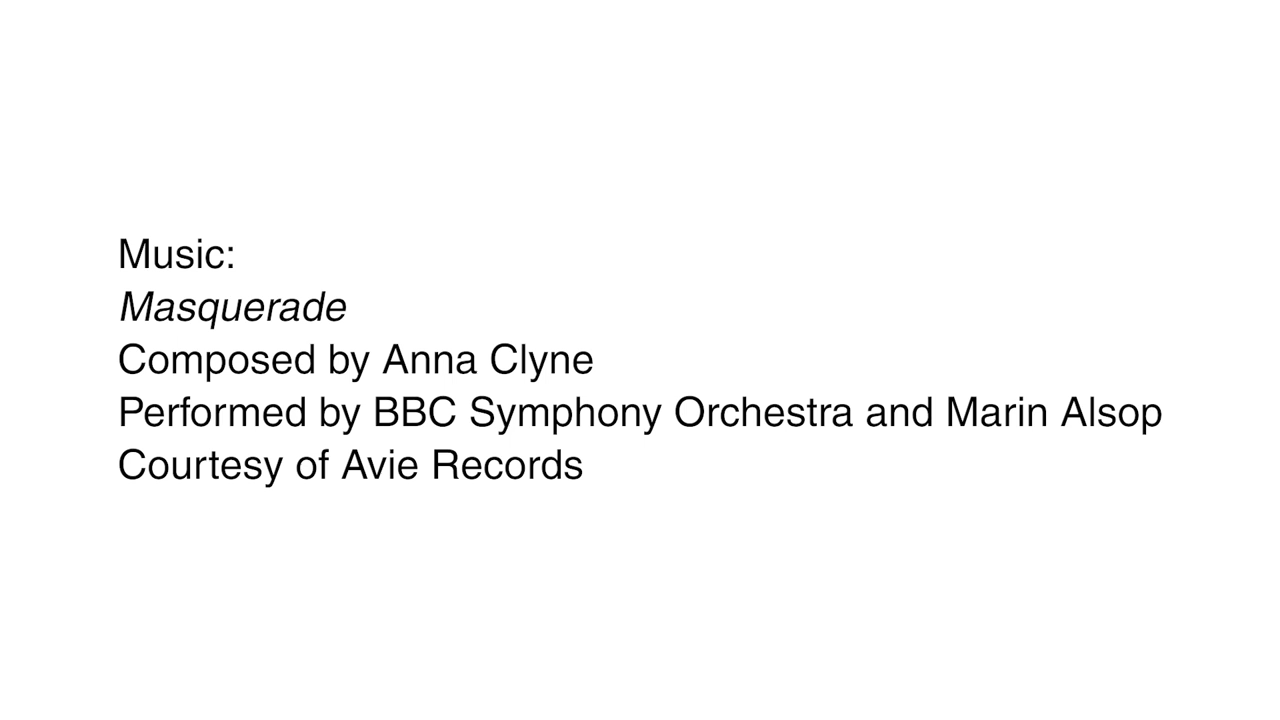 Music:
Masquerade
Composed by Anna Clyne
Performed by BBC Symphony Orchestra and Marin Alsop
Courtesy of Avie Records